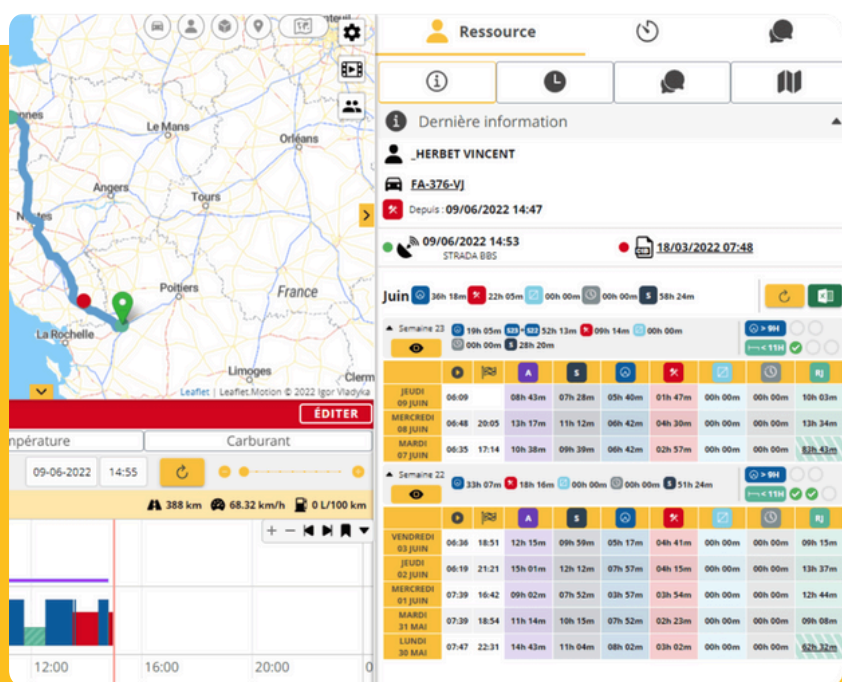 Le Mans
Orléans
Angers
Tours
Poitiers
France
La Rochelle
Limoges
Clerm
Leaflet | Leaflet.Motion © 2022 Igor Vladyka
ÉDITER
mpérature
Carburant
09-06-2022
14:55
388 km
68.32 km/h
0 L/100 km
12:00
16:00
20:00
0
Ressource
Dernière information
_HERBET VINCENT
FA-376-VJ
Depuis : 09/06/2022 14:47
09/06/2022 14:53
18/03/2022 07:48
STRADA BBS
Juin 36h 18m 22h 05m 00h 00m 00h 00m S 58h 24m
Semaine 23 19h 05m S23+S22 52h 13m 09h 14m 00h 00m > 9H
00h 00m S 28h 20m < 11H
A S RJ
JEUDI 09 JUIN 06:09 08h 43m 07h 28m 05h 40m 01h 47m 00h 00m 00h 00m 10h 03m
MERCREDI 08 JUIN 06:48 20:05 13h 17m 11h 12m 06h 42m 04h 30m 00h 00m 00h 00m 13h 34m
MARDI 07 JUIN 06:35 17:14 10h 38m 09h 39m 06h 42m 02h 57m 00h 00m 00h 00m 83h 43m
Semaine 22 33h 07m 18h 16m 00h 00m 00h 00m S 51h 24m > 9H
< 11H
A S RJ
VENDREDI 03 JUIN 06:36 18:51 12h 15m 09h 59m 05h 17m 04h 41m 00h 00m 00h 00m 09h 15m
JEUDI 02 JUIN 06:19 21:21 15h 01m 12h 12m 07h 57m 04h 15m 00h 00m 00h 00m 13h 37m
MERCREDI 01 JUIN 07:39 16:42 09h 02m 07h 52m 03h 57m 03h 54m 00h 00m 00h 00m 12h 44m
MARDI 31 MAI 07:39 18:54 11h 14m 10h 15m 07h 52m 02h 23m 00h 00m 00h 00m 09h 08m
LUNDI 30 MAI 07:47 22:31 14h 43m 11h 04m 08h 02m 03h 02m 00h 00m 00h 00m 62h 32m